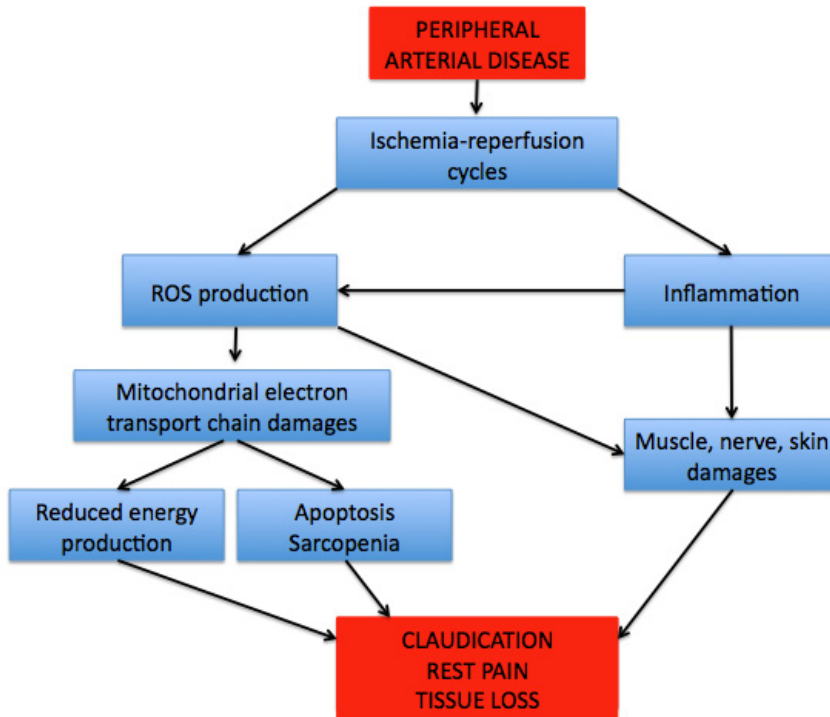 PERIPHERAL
ARTERIAL DISEASE
Ischemia-reperfusion
cycles
ROS production
Inflammation
Mitochondrial electron
transport chain damages
Muscle, nerve, skin
damages
Reduced energy
production
Apoptosis
Sarcopenia
CLAUDICATION
REST PAIN
TISSUE LOSS